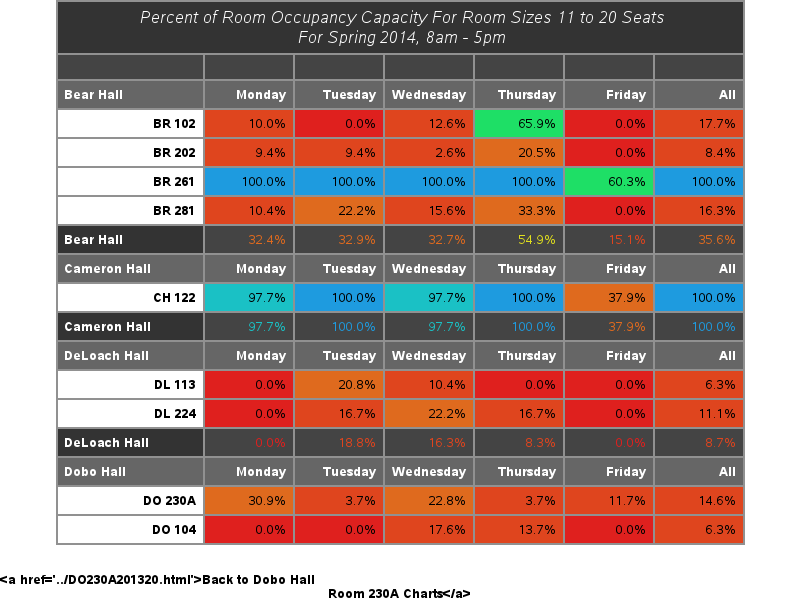 Percent of Room Occupancy Capacity For Room Sizes 11 to 20 Seats
For Spring 2014, 8am - 5pm
Bear Hall Monday Tuesday Wednesday Thursday Friday All
BR 102 10.0% 0.0% 12.6% 65.9% 0.0% 17.7%
BR 202 9.4% 9.4% 2.6% 20.5% 0.0% 8.4%
BR 261 100.0% 100.0% 100.0% 100.0% 60.3% 100.0%
BR 281 10.4% 22.2% 15.6% 33.3% 0.0% 16.3%
Bear Hall 32.4% 32.9% 32.7% 54.9% 15.1% 35.6%
Cameron Hall Monday Tuesday Wednesday Thursday Friday All
CH 122 97.7% 100.0% 97.7% 100.0% 37.9% 100.0%
Cameron Hall 97.7% 100.0% 97.7% 100.0% 37.9% 100.0%
DeLoach Hall Monday Tuesday Wednesday Thursday Friday All
DL 113 0.0% 20.8% 10.4% 0.0% 0.0% 6.3%
DL 224 0.0% 16.7% 22.2% 16.7% 0.0% 11.1%
DeLoach Hall 0.0% 18.8% 16.3% 8.3% 0.0% 8.7%
Dobo Hall Monday Tuesday Wednesday Thursday Friday All
DO 230A 30.9% 3.7% 22.8% 3.7% 11.7% 14.6%
DO 104 0.0% 0.0% 17.6% 13.7% 0.0% 6.3%
<a href='../DO230A201320.html'>Back to Dobo Hall
Room 230A Charts</a>